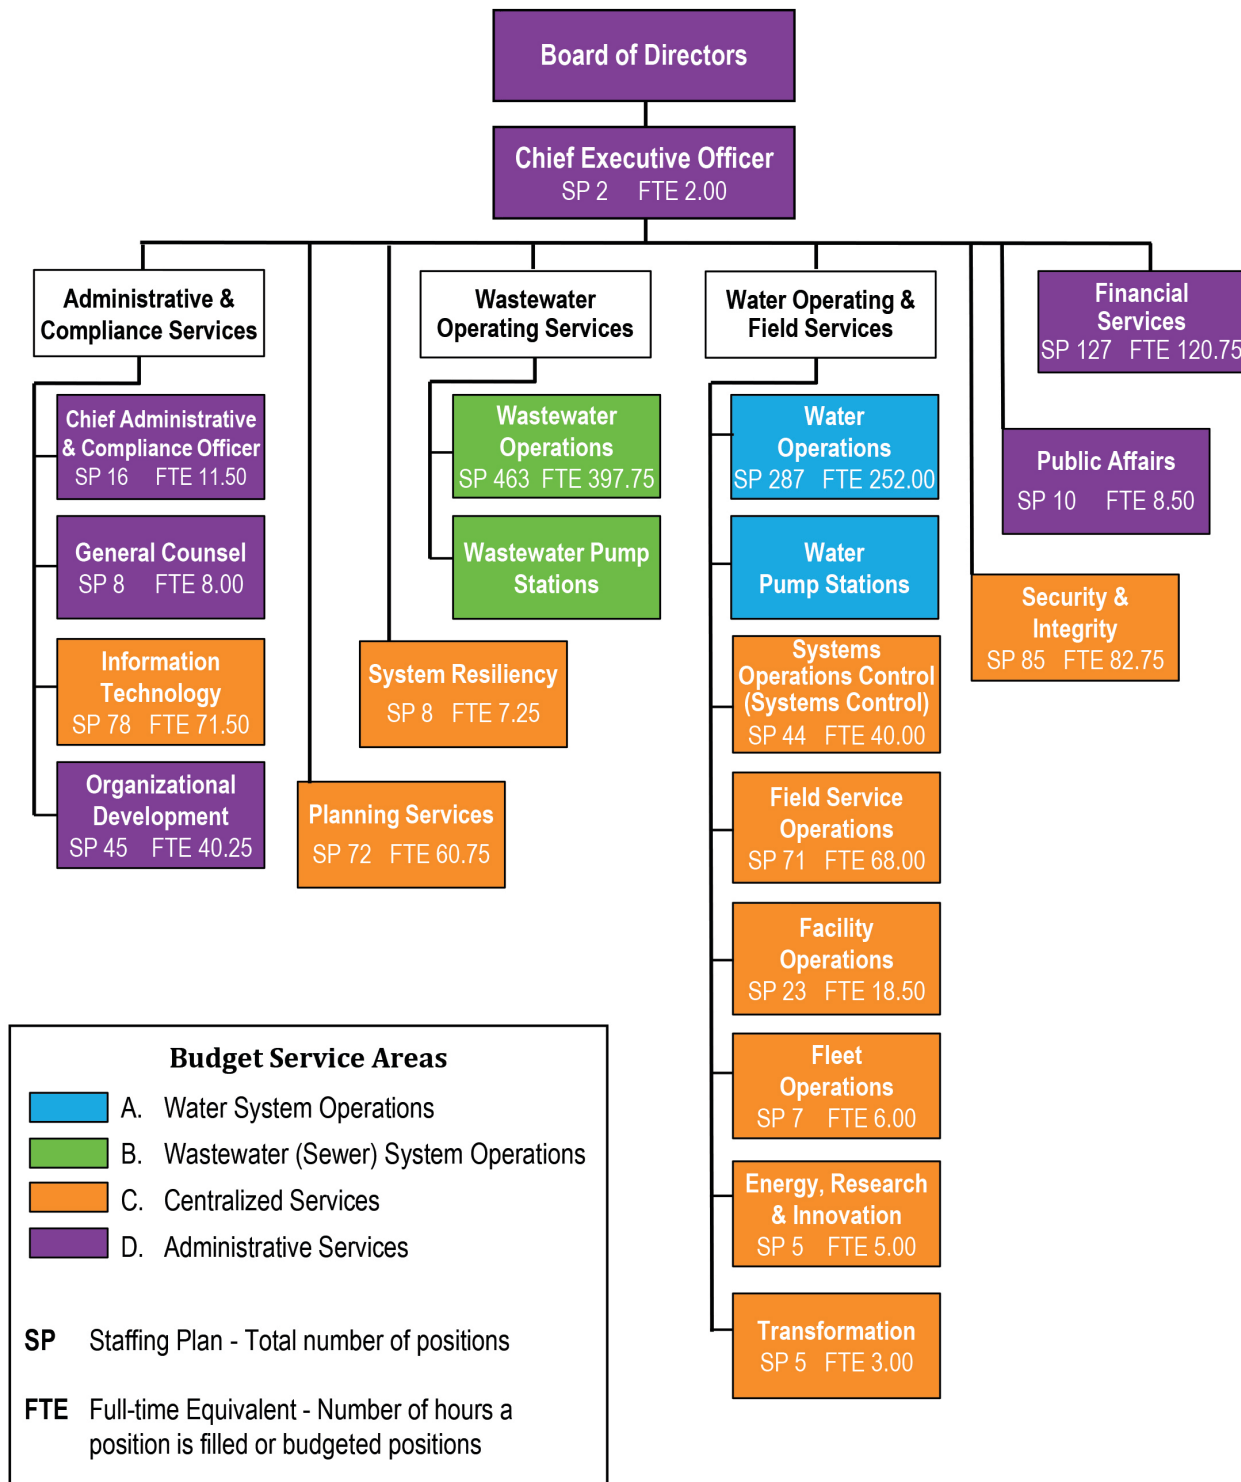 Board of Directors
Chief Executive Officer
SP 2 FTE 2.00
Administrative &
Compliance Services
Chief Administrative
& Compliance Officer
SP 16 FTE 11.50
General Counsel
SP 8 FTE 8.00
Information
Technology
SP 78 FTE 71.50
Organizational
Development
SP 45 FTE 40.25
Planning Services
SP 72 FTE 60.75
System Resiliency
SP 8 FTE 7.25
Wastewater
Operating Services
Wastewater
Operations
SP 463 FTE 397.75
Wastewater Pump
Stations
Water Operating &
Field Services
Water
Operations
SP 287 FTE 252.00
Water
Pump Stations
Systems
Operations Control
(Systems Control)
SP 44 FTE 40.00
Field Service
Operations
SP 71 FTE 68.00
Facility
Operations
SP 23 FTE 18.50
Fleet
Operations
SP 7 FTE 6.00
Energy, Research
& Innovation
SP 5 FTE 5.00
Transformation
SP 5 FTE 3.00
Security &
Integrity
SP 85 FTE 82.75
Public Affairs
SP 10 FTE 8.50
Financial
Services
SP 127 FTE 120.75
Budget Service Areas
A. Water System Operations
B. Wastewater (Sewer) System Operations
C. Centralized Services
D. Administrative Services
SP Staffing Plan - Total number of positions
FTE Full-time Equivalent - Number of hours a
position is filled or budgeted positions